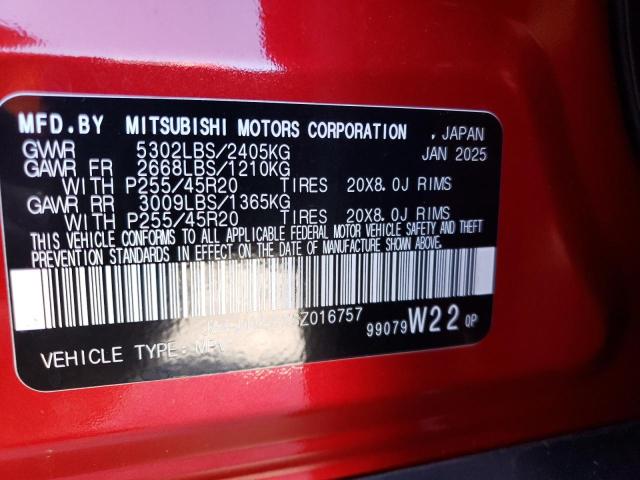 MFD.BY MITSUBISHI MOTORS CORPORATION , JAPAN
GVWR 5302LBS/2405KG JAN 2025
GAWR FR 2668LBS/1210KG
WITH P255/45R20 TIRES 20X8.0J RIMS
GAWR RR 3009LBS/1365KG
WITH P255/45R20 TIRES 20X8.0J RIMS
THIS VEHICLE CONFORMS TO ALL APPLICABLE FEDERAL MOTOR VEHICLE SAFETY AND THEFT
PREVENTION STANDARDS IN EFFECT ON THE DATE OF MANUFACTURE SHOWN ABOVE.
99079 W22 0P
VEHICLE TYPE: MPV